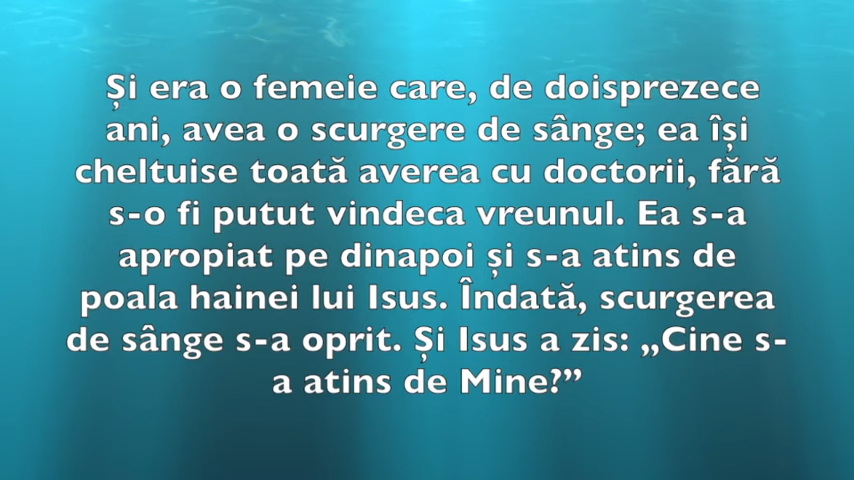 Și era o femeie care, de doisprezece
ani, avea o scurgere de sânge; ea își
cheltuise toată averea cu doctorii, fără
s-o fi putut vindeca vreunul. Ea s-a
apropiat pe dinapoi și s-a atins de
poala hainei lui Isus. Îndată, scurgerea
de sânge s-a oprit. Și Isus a zis: „Cine s-
a atins de Mine?”